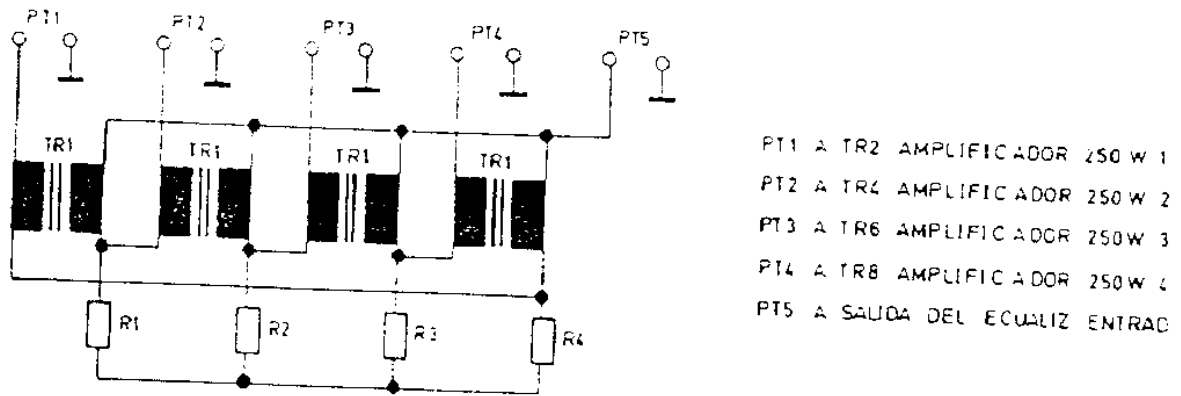 PT1
PT2
PT3
PT4
PT5
TR1
TR1
TR1
TR1
R1
R2
R3
R4
PT1 A TR2 AMPLIFICADOR 250 W 1
PT2 A TR4 AMPLIFICADOR 250 W 2
PT3 A TR6 AMPLIFICADOR 250W 3
PT4 A TR8 AMPLIFICADOR 250 W 4
PT5 A SALIDA DEL ECUALIZ ENTRAD